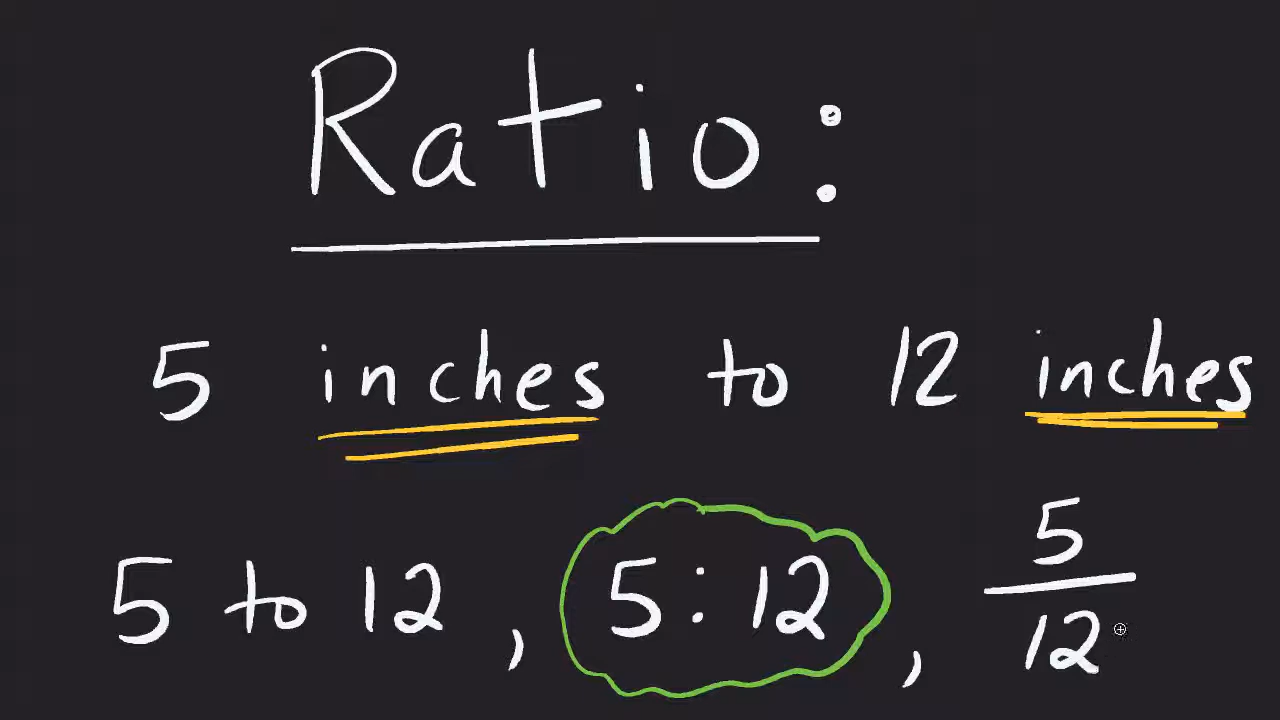 Ratio:
5 inches to 12 inches
5 to 12 , 5:12 , 5/12